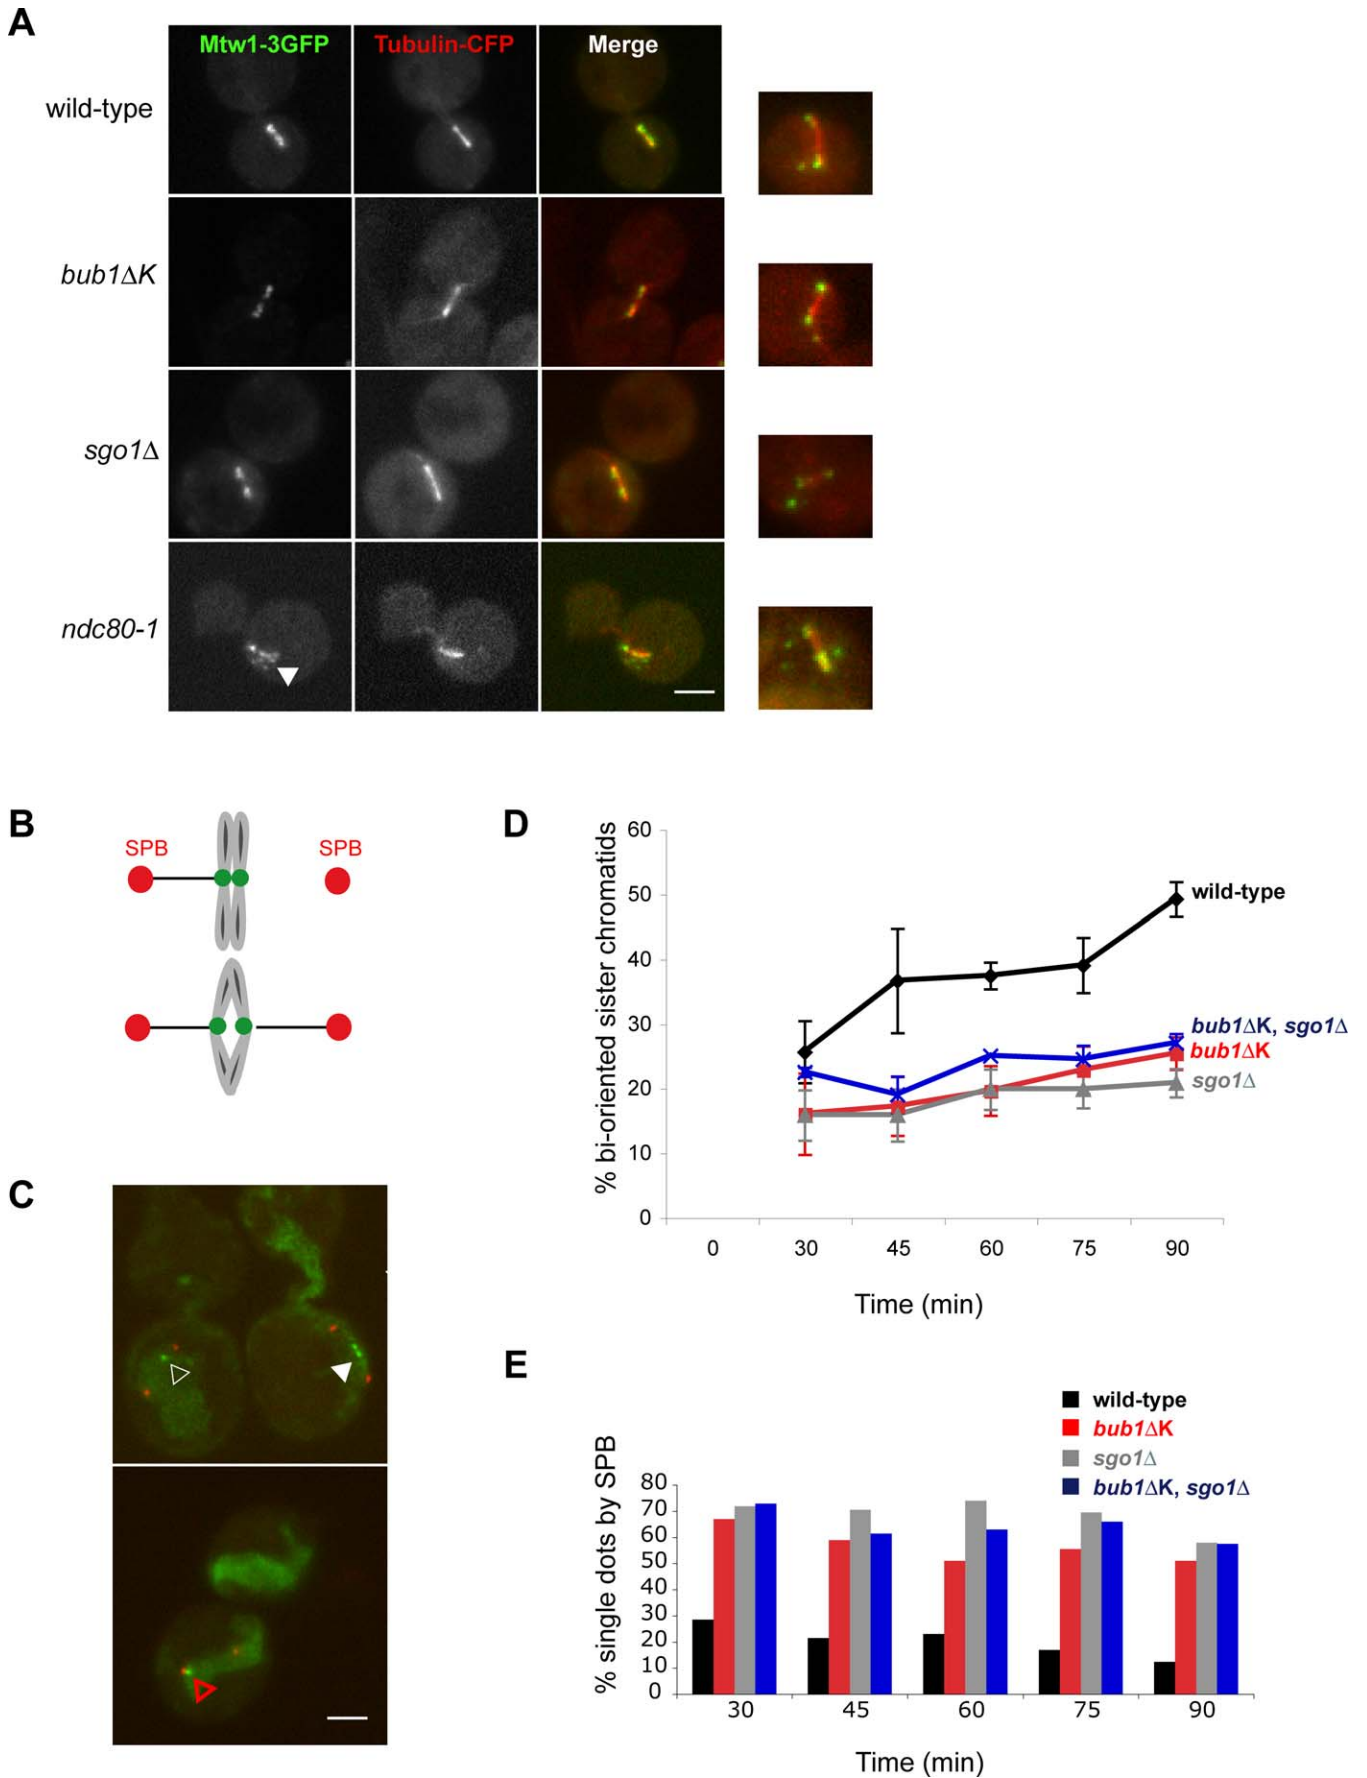 A
Mtw1-3GFP
Tubulin-CFP
Merge
wild-type
bub1ΔK
sgo1Δ
ndc80-1
B
SPB
SPB
C
D
% bi-oriented sister chromatids
60
50
40
30
20
10
0
0
30
45
60
75
90
Time (min)
wild-type
bub1ΔK, sgo1Δ
bub1ΔK
sgo1Δ
E
wild-type
bub1ΔK
sgo1Δ
bub1ΔK, sgo1Δ
% single dots by SPB
80
70
60
50
40
30
20
10
0
30
45
60
75
90
Time (min)